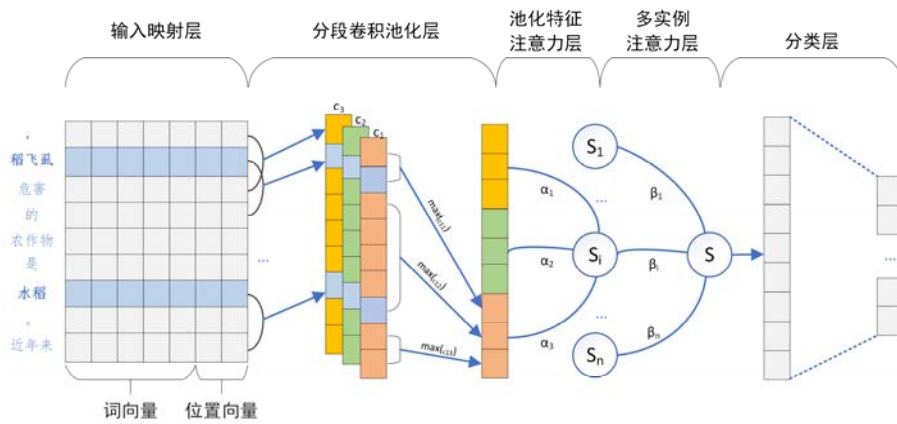 输入映射层
分段卷积池化层
池化特征
注意力层
多实例
注意力层
分类层
。
稻飞虱
危害
的
农作物
是
水稻
。
近年来
...
词向量
位置向量
c3
c2
c1
max(c11)
max(c12)
max(c13)
α1
α2
α3
S1
...
Si
...
Sn
β1
βi
βn
S
...